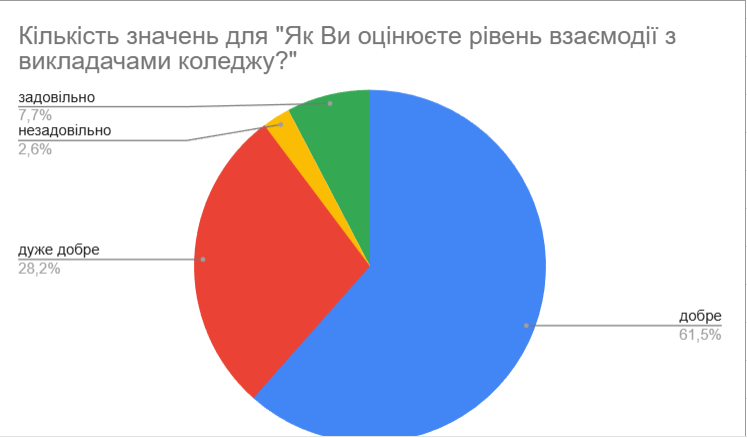 Кількість значень для "Як Ви оцінюєте рівень взаємодії з
викладачами коледжу?"
задовільно
7,7%
незадовільно
2,6%
дуже добре
28,2%
добре
61,5%